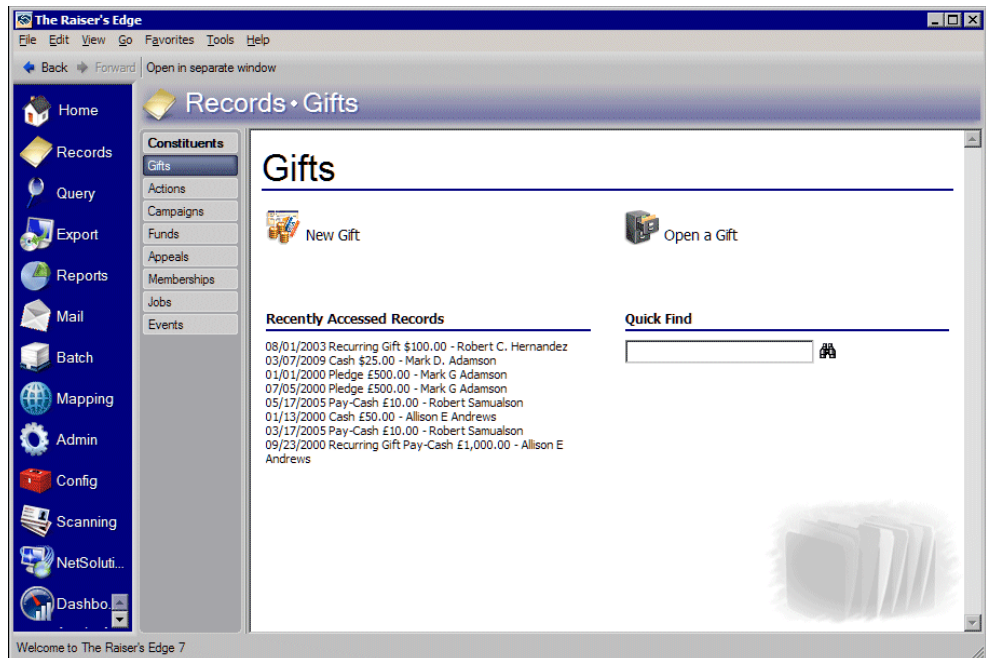 The Raiser's Edge
File Edit View Go Favorites Tools Help
Back Forward Open in separate window
Home
Records
Query
Export
Reports
Mail
Batch
Mapping
Admin
Config
Scanning
NetSoluti...
Dashbo.
Records • Gifts
Constituents
Gifts
Actions
Campaigns
Funds
Appeals
Memberships
Jobs
Events
Gifts
New Gift
Open a Gift
Recently Accessed Records
08/01/2003 Recurring Gift $100.00 - Robert C. Hernandez
03/07/2009 Cash $25.00 - Mark D. Adamson
01/01/2000 Pledge £500.00 - Mark G Adamson
07/05/2000 Pledge £500.00 - Mark G Adamson
05/17/2005 Pay-Cash £10.00 - Robert Samualson
01/13/2000 Cash £50.00 - Allison E Andrews
03/17/2005 Pay-Cash £10.00 - Robert Samualson
09/23/2000 Recurring Gift Pay-Cash £1,000.00 - Allison E
Andrews
Quick Find
Welcome to The Raiser's Edge 7